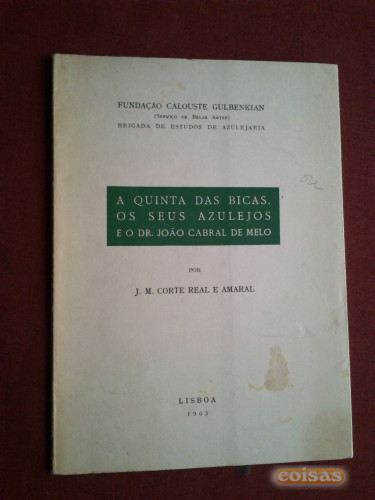 FUNDAÇÃO CALOUSTE GULBENKIAN
(SERVIÇO DE BELAS ARTES)
BRIGADA DE ESTUDOS DE AZULEJARIA
A QUINTA DAS BICAS,
OS SEUS AZULEJOS
E O DR. JOÃO CABRAL DE MELO
POR
J. M. CORTE REAL E AMARAL
LISBOA
1963
coisas